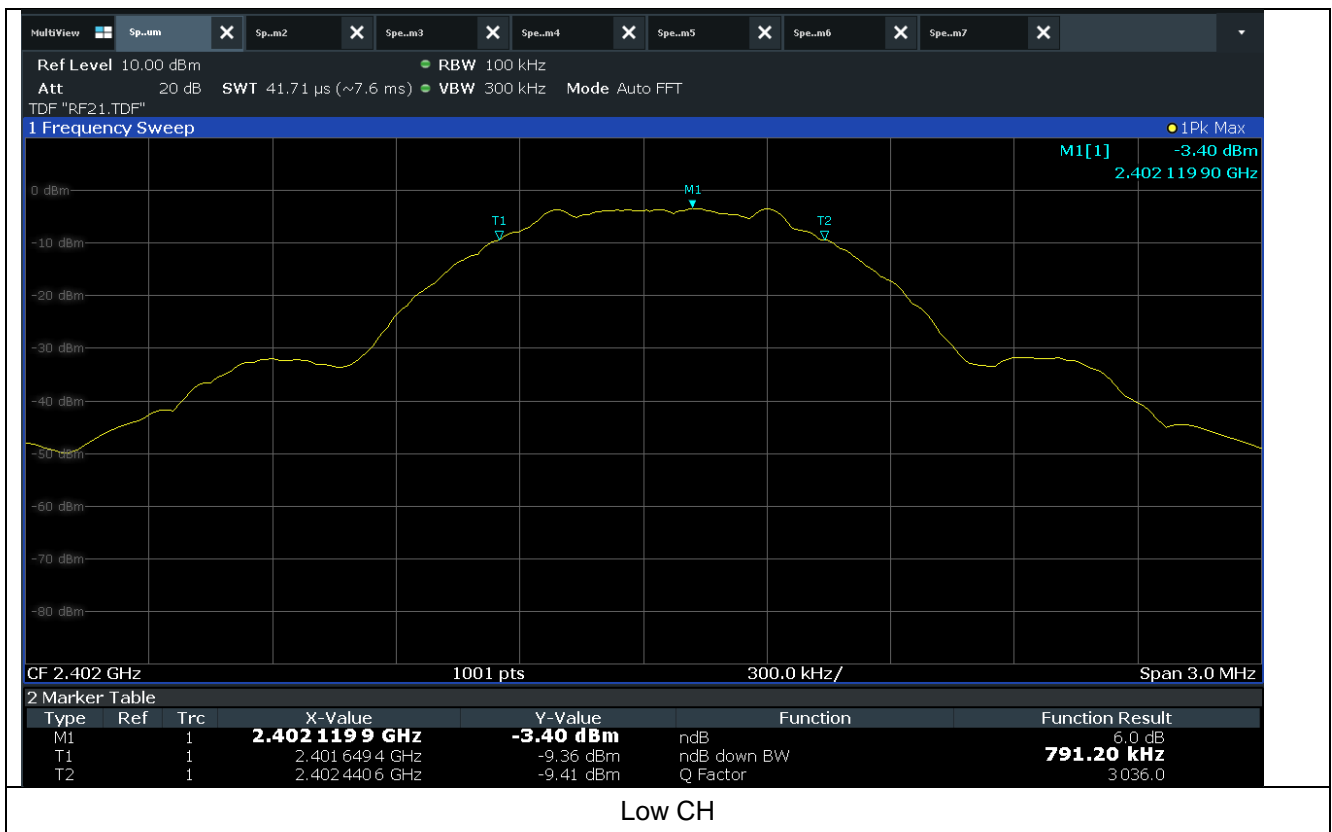 MultiView Sp..um Sp..m2 Spe..m3 Spe..m4 Spe..m5 Spe..m6 Spe..m7
Ref Level 10.00 dBm RBW 100 kHz
Att 20 dB SWT 41.71 µs (~7.6 ms) VBW 300 kHz Mode Auto FFT
TDF "RF21.TDF"
1 Frequency Sweep 1Pk Max
M1[1] -3.40 dBm
2.402 119 90 GHz
0 dBm
M1
T1 T2
-10 dBm
-20 dBm
-30 dBm
-40 dBm
-50 dBm
-60 dBm
-70 dBm
-80 dBm
CF 2.402 GHz 1001 pts 300.0 kHz/ Span 3.0 MHz
2 Marker Table
Type Ref Trc X-Value Y-Value Function Function Result
M1 1 2.402 119 9 GHz -3.40 dBm ndB 6.0 dB
T1 1 2.401 649 4 GHz -9.36 dBm ndB down BW 791.20 kHz
T2 1 2.402 440 6 GHz -9.41 dBm Q Factor 3 036.0
Low CH